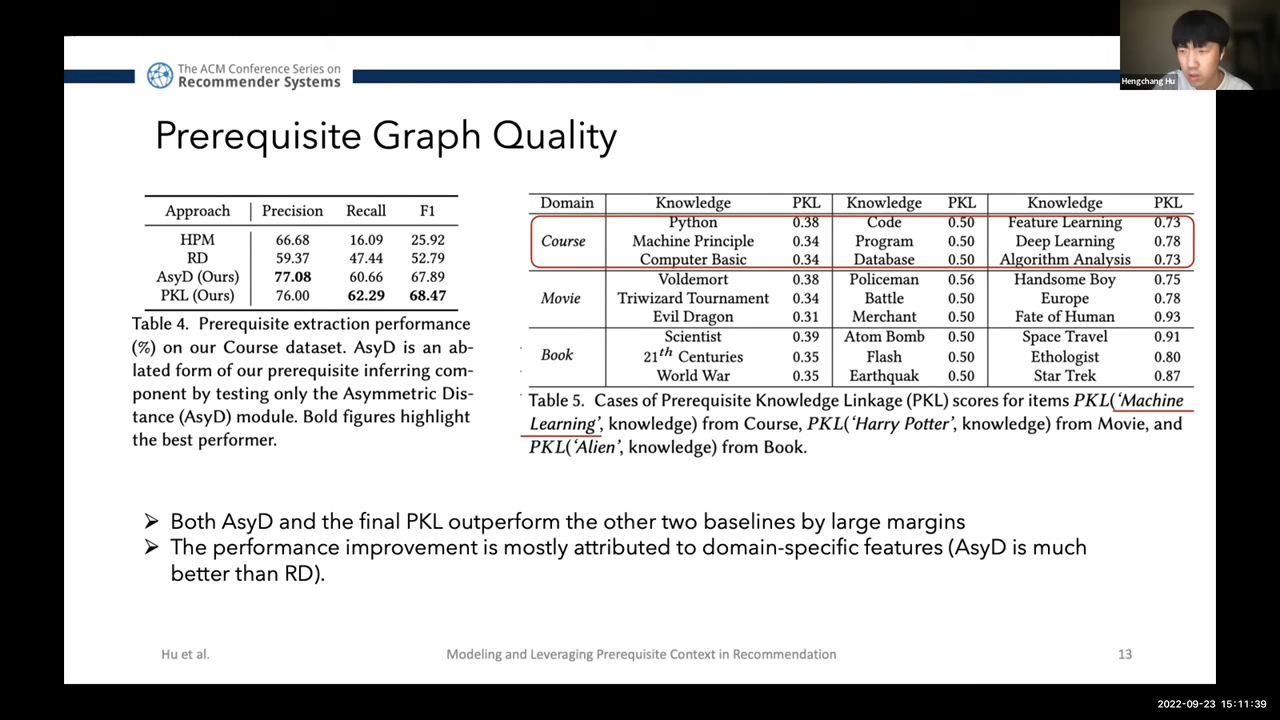 Hengchang Hu
The ACM Conference Series on
Recommender Systems
Prerequisite Graph Quality
Approach Precision Recall F1
HPM 66.68 16.09 25.92
RD 59.37 47.44 52.79
AsyD (Ours) 77.08 60.66 67.89
PKL (Ours) 76.00 62.29 68.47
Table 4. Prerequisite extraction performance
(%) on our Course dataset. AsyD is an ab-
lated form of our prerequisite inferring com-
ponent by testing only the Asymmetric Dis-
tance (AsyD) module. Bold figures highlight
the best performer.
Domain Knowledge PKL Knowledge PKL Knowledge PKL
Python 0.38 Code 0.50 Feature Learning 0.73
Course Machine Principle 0.34 Program 0.50 Deep Learning 0.78
Computer Basic 0.34 Database 0.50 Algorithm Analysis 0.73
Voldemort 0.38 Policeman 0.56 Handsome Boy 0.75
Movie Triwizard Tournament 0.34 Battle 0.50 Europe 0.78
Evil Dragon 0.31 Merchant 0.50 Fate of Human 0.93
Scientist 0.39 Atom Bomb 0.50 Space Travel 0.91
Book 21th Centuries 0.35 Flash 0.50 Ethologist 0.80
World War 0.35 Earthquak 0.50 Star Trek 0.87
Table 5. Cases of Prerequisite Knowledge Linkage (PKL) scores for items PKL(‘Machine
Learning’, knowledge) from Course, PKL(‘Harry Potter’, knowledge) from Movie, and
PKL(‘Alien’, knowledge) from Book.
➢ Both AsyD and the final PKL outperform the other two baselines by large margins
➢ The performance improvement is mostly attributed to domain-specific features (AsyD is much
better than RD).
Hu et al. Modeling and Leveraging Prerequisite Context in Recommendation 13
2022-09-23 15:11:39